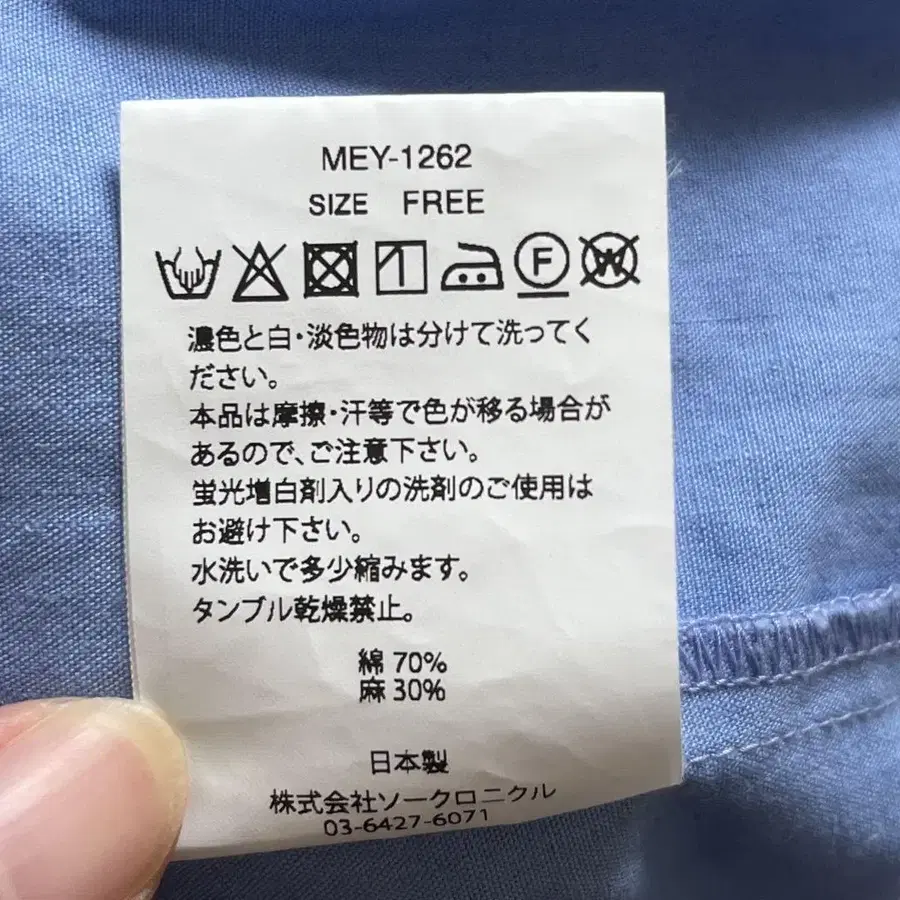 MEY-1262
SIZE FREE
F W
濃色と白・淡色物は分けて洗ってく
ださい。
本品は摩擦・汗等で色が移る場合が
あるので、ご注意下さい。
蛍光増白剤入りの洗剤のご使用は
お避け下さい。
水洗いで多少縮みます。
タンブル乾燥禁止。
綿 70%
麻 30%
日本製
株式会社ソークロニクル
03-6427-6071